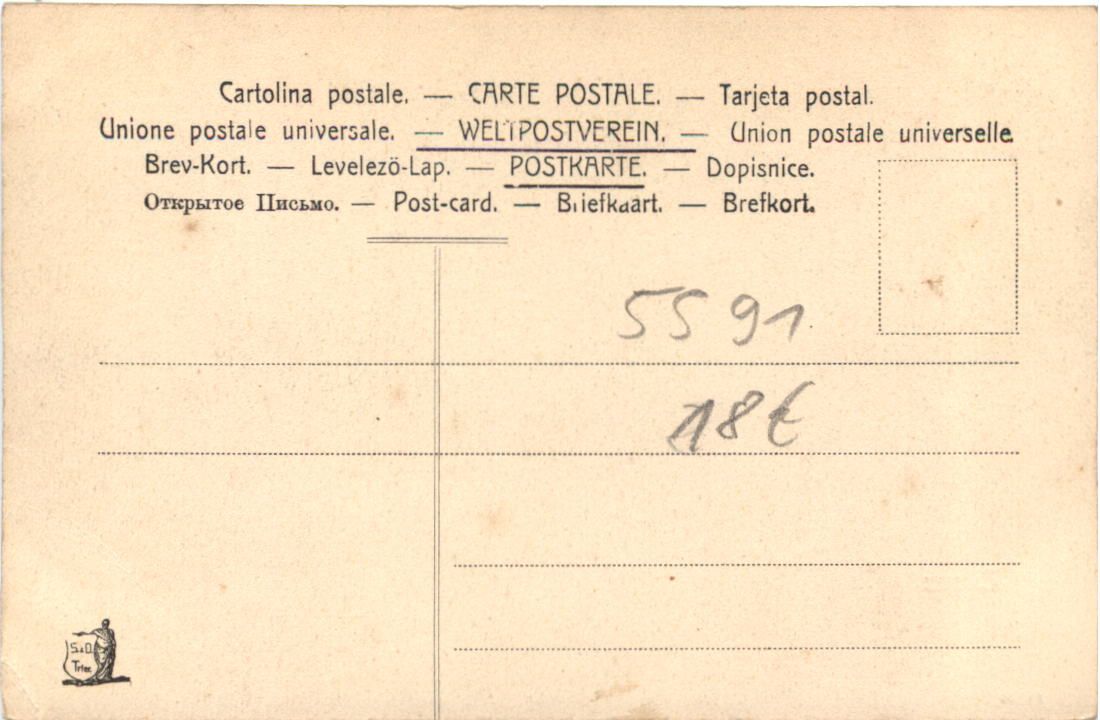 Cartolina postale. — CARTE POSTALE. — Tarjeta postal.
Unione postale universale. — WELTPOSTVEREIN. — Union postale universelle
Brev-Kort. — Levelezö-Lap. — POSTKARTE. — Dopisnice.
Открытое Письмо. — Post-card. — Briefkaart. — Brefkort.
5591
18€
S.&D.
Trier.